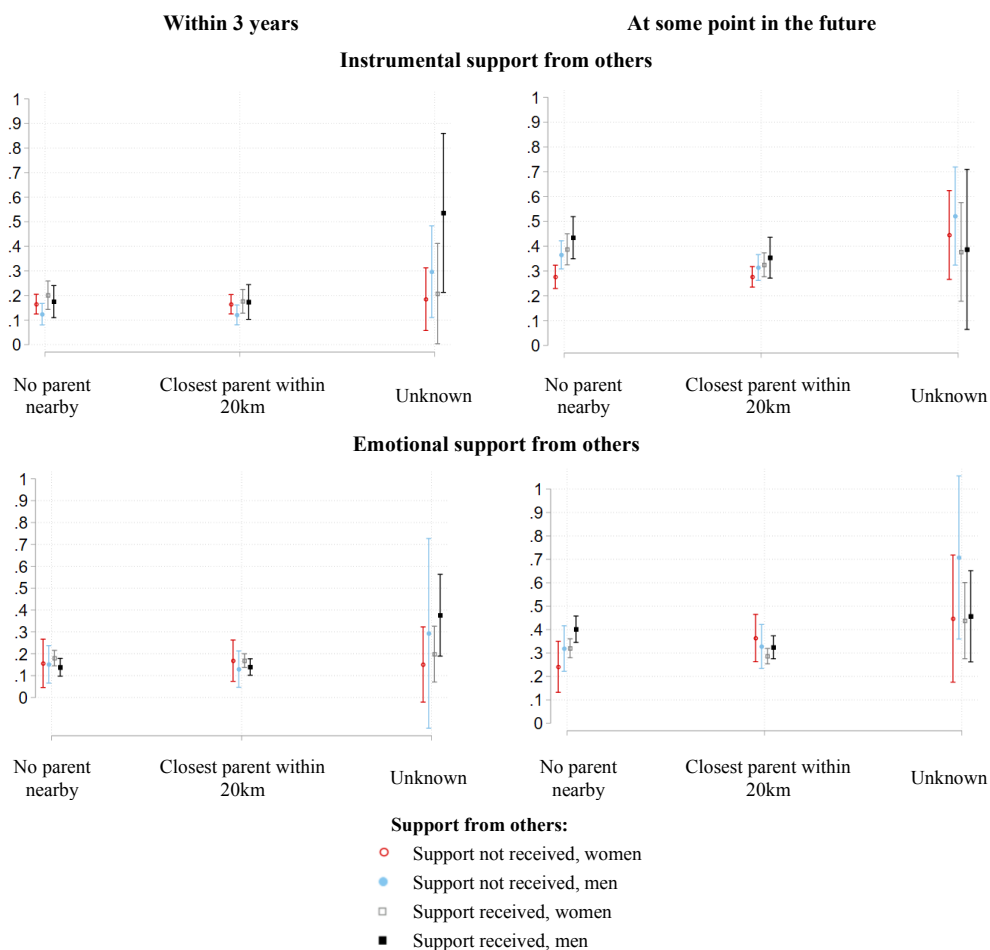 Within 3 years
At some point in the future
Instrumental support from others
1
.9
.8
.7
.6
.5
.4
.3
.2
.1
0
No parent nearby
Closest parent within 20km
Unknown
1
.9
.8
.7
.6
.5
.4
.3
.2
.1
0
No parent nearby
Closest parent within 20km
Unknown
Emotional support from others
1
.9
.8
.7
.6
.5
.4
.3
.2
.1
0
No parent nearby
Closest parent within 20km
Unknown
1
.9
.8
.7
.6
.5
.4
.3
.2
.1
0
No parent nearby
Closest parent within 20km
Unknown
Support from others:
Support not received, women
Support not received, men
Support received, women
Support received, men